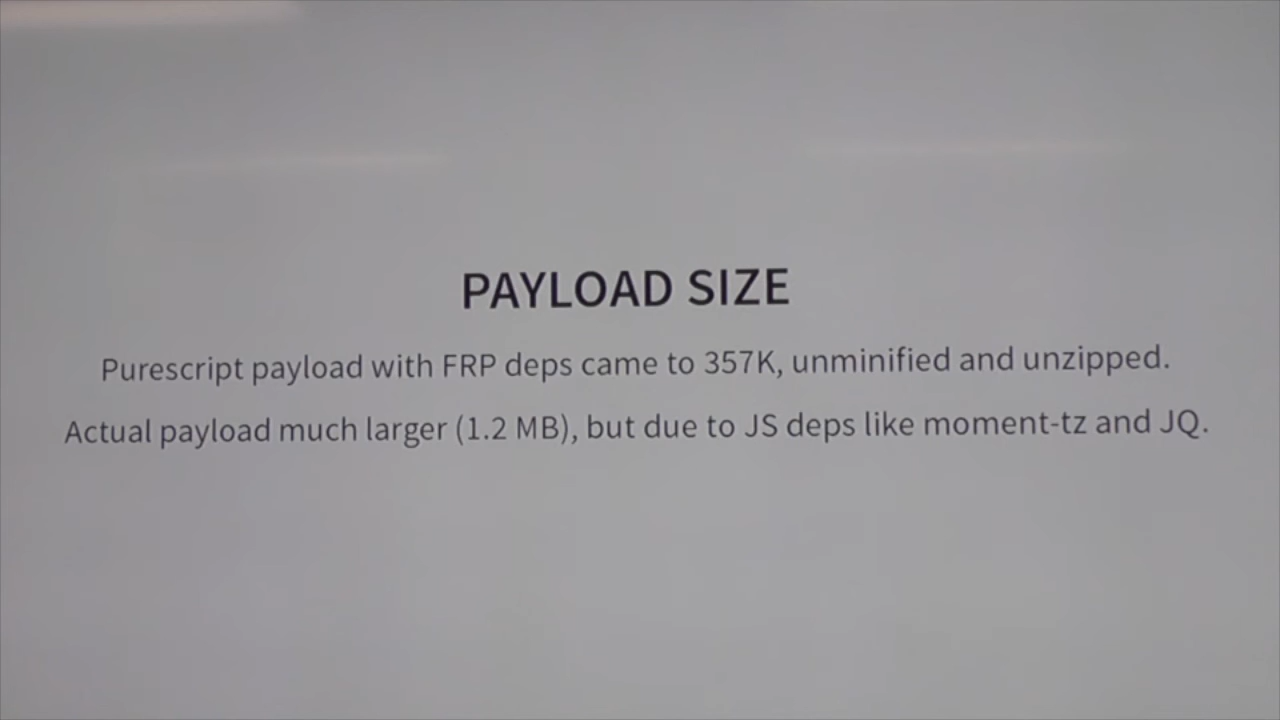 PAYLOAD SIZE
Purescript payload with FRP deps came to 357K, unminified and unzipped.
Actual payload much larger (1.2 MB), but due to JS deps like moment-tz and JQ.